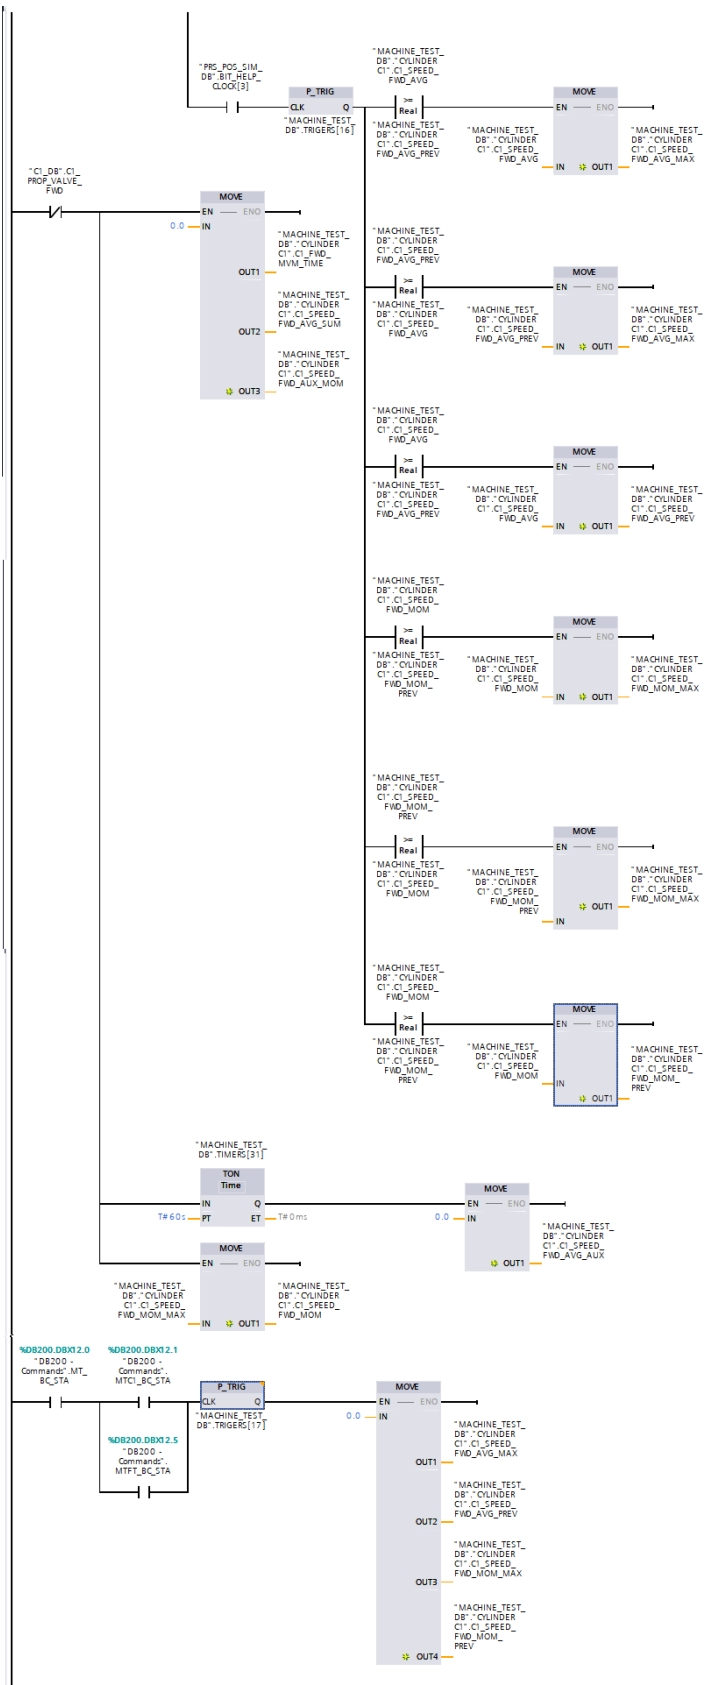 "PRS_POS_SIM_
DB".BIT_HELP_
CLOCK[3]
P_TRIG
CLK Q
"MACHINE_TEST_
DB".TRIGERS[16]
"MACHINE_TEST_
DB"."CYLINDER
C1".C1_SPEED_
FWD_AVG
>=
Real
"MACHINE_TEST_
DB"."CYLINDER
C1".C1_SPEED_
FWD_AVG_PREV
MOVE
EN ENO
"MACHINE_TEST_
DB"."CYLINDER
C1".C1_SPEED_
FWD_AVG
IN OUT1
"MACHINE_TEST_
DB"."CYLINDER
C1".C1_SPEED_
FWD_AVG_MAX
"C1_DB".C1_
PROP_VALVE_
FWD
MOVE
EN ENO
0.0 IN
"MACHINE_TEST_
DB"."CYLINDER
C1".C1_FWD_
MVM_TIME
OUT1
"MACHINE_TEST_
DB"."CYLINDER
C1".C1_SPEED_
FWD_AVG_SUM
OUT2
"MACHINE_TEST_
DB"."CYLINDER
C1".C1_SPEED_
FWD_AUX_MOM
OUT3
"MACHINE_TEST_
DB"."CYLINDER
C1".C1_SPEED_
FWD_AVG_PREV
>=
Real
"MACHINE_TEST_
DB"."CYLINDER
C1".C1_SPEED_
FWD_AVG
MOVE
EN ENO
"MACHINE_TEST_
DB"."CYLINDER
C1".C1_SPEED_
FWD_AVG_PREV
IN OUT1
"MACHINE_TEST_
DB"."CYLINDER
C1".C1_SPEED_
FWD_AVG_MAX
"MACHINE_TEST_
DB"."CYLINDER
C1".C1_SPEED_
FWD_AVG
>=
Real
"MACHINE_TEST_
DB"."CYLINDER
C1".C1_SPEED_
FWD_AVG_PREV
MOVE
EN ENO
"MACHINE_TEST_
DB"."CYLINDER
C1".C1_SPEED_
FWD_AVG
IN OUT1
"MACHINE_TEST_
DB"."CYLINDER
C1".C1_SPEED_
FWD_AVG_PREV
"MACHINE_TEST_
DB"."CYLINDER
C1".C1_SPEED_
FWD_MOM
>=
Real
"MACHINE_TEST_
DB"."CYLINDER
C1".C1_SPEED_
FWD_MOM_
PREV
MOVE
EN ENO
"MACHINE_TEST_
DB"."CYLINDER
C1".C1_SPEED_
FWD_MOM
IN OUT1
"MACHINE_TEST_
DB"."CYLINDER
C1".C1_SPEED_
FWD_MOM_MAX
"MACHINE_TEST_
DB"."CYLINDER
C1".C1_SPEED_
FWD_MOM_
PREV
>=
Real
"MACHINE_TEST_
DB"."CYLINDER
C1".C1_SPEED_
FWD_MOM
MOVE
EN ENO
"MACHINE_TEST_
DB"."CYLINDER
C1".C1_SPEED_
FWD_MOM_
PREV
IN
OUT1
"MACHINE_TEST_
DB"."CYLINDER
C1".C1_SPEED_
FWD_MOM_MAX
"MACHINE_TEST_
DB"."CYLINDER
C1".C1_SPEED_
FWD_MOM
>=
Real
"MACHINE_TEST_
DB"."CYLINDER
C1".C1_SPEED_
FWD_MOM_
PREV
MOVE
EN ENO
"MACHINE_TEST_
DB"."CYLINDER
C1".C1_SPEED_
FWD_MOM
IN
OUT1
"MACHINE_TEST_
DB"."CYLINDER
C1".C1_SPEED_
FWD_MOM_
PREV
"MACHINE_TEST_
DB".TIMERS[31]
TON
Time
IN Q
T#60s PT ET T#0ms
MOVE
EN ENO
0.0 IN
"MACHINE_TEST_
DB"."CYLINDER
C1".C1_SPEED_
FWD_AVG_AUX
OUT1
MOVE
EN ENO
"MACHINE_TEST_
DB"."CYLINDER
C1".C1_SPEED_
FWD_MOM_MAX
IN OUT1
"MACHINE_TEST_
DB"."CYLINDER
C1".C1_SPEED_
FWD_MOM
%DB200.DBX12.0
"DB200 -
Commands".MT_
BC_STA
%DB200.DBX12.1
"DB200 -
Commands".
MTC1_BC_STA
P_TRIG
CLK Q
"MACHINE_TEST_
DB".TRIGERS[17]
%DB200.DBX12.5
"DB200 -
Commands".
MTFT_BC_STA
MOVE
EN ENO
0.0 IN
"MACHINE_TEST_
DB"."CYLINDER
C1".C1_SPEED_
FWD_AVG_MAX
OUT1
"MACHINE_TEST_
DB"."CYLINDER
C1".C1_SPEED_
FWD_AVG_PREV
OUT2
"MACHINE_TEST_
DB"."CYLINDER
C1".C1_SPEED_
FWD_MOM_MAX
OUT3
"MACHINE_TEST_
DB"."CYLINDER
C1".C1_SPEED_
FWD_MOM_
PREV
OUT4